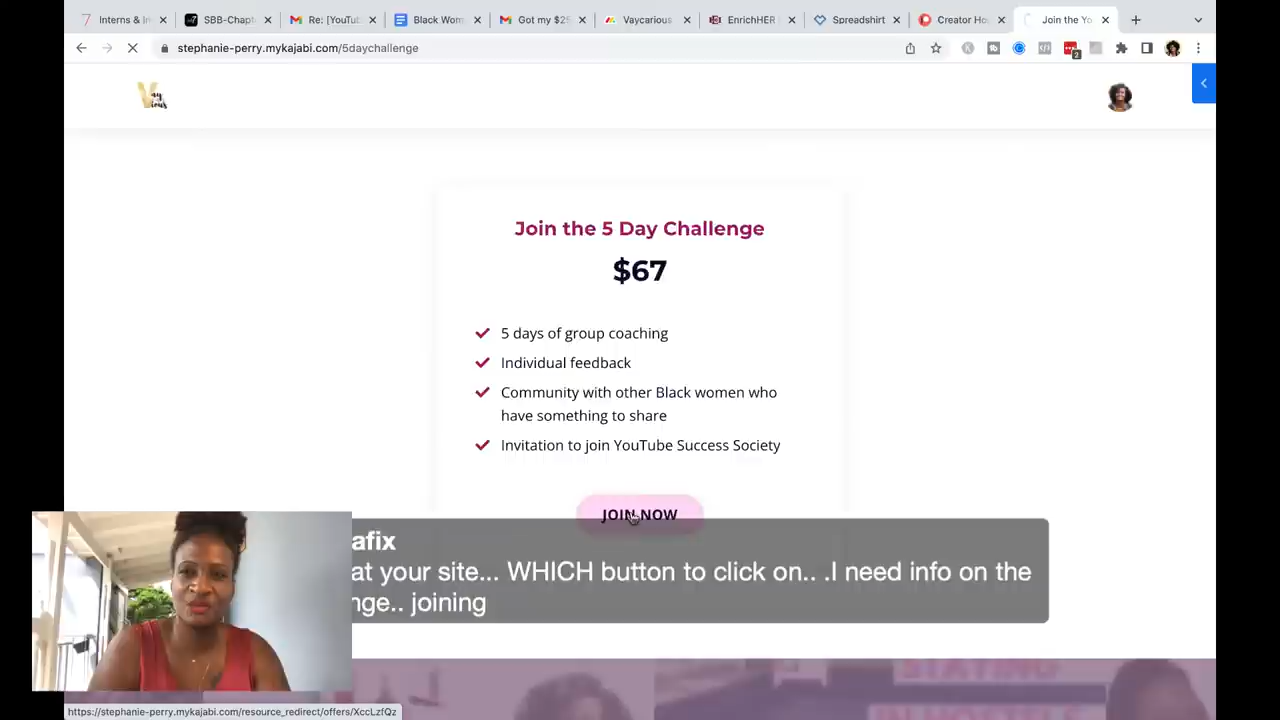 Interns & In
SBB-Chapt
Re: [YouTub
Black Wom
Got my $25
Vaycarious
EnrichHER
Spreadshirt
Creator Ho
Join the Yo
stephanie-perry.mykajabi.com/5daychallenge
2
Join the 5 Day Challenge
$67
5 days of group coaching
Individual feedback
Community with other Black women who
have something to share
Invitation to join YouTube Success Society
JOIN NOW
afix
at your site... WHICH button to click on.. .I need info on the
nge.. joining
STAYING
IN HOSTELS
https://stephanie-perry.mykajabi.com/resource_redirect/offers/XccLzfQz